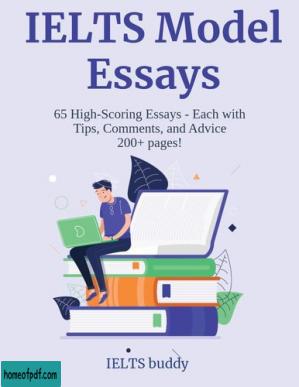 IELTS Model
Essays
65 High-Scoring Essays - Each with
Tips, Comments, and Advice
200+ pages!
IELTS buddy
homeofpdf.com